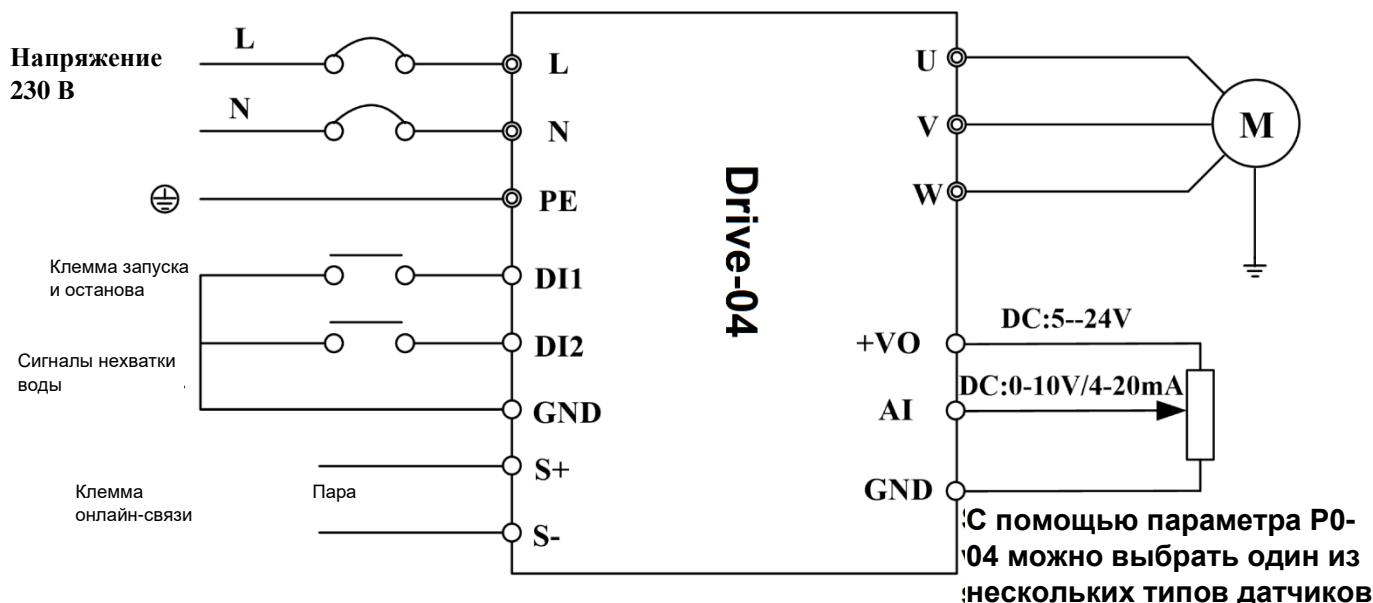 Напряжение
230 В
L
N
L
N
PE
Клемма запуска
и останова
DI1
Сигналы нехватки
воды
DI2
GND
Клемма
онлайн-связи
Пара
S+
S-
Drive-04
U
V
W
M
+VO
DC:5--24V
AI
DC:0-10V/4-20mA
GND
С помощью параметра P0-
04 можно выбрать один из
нескольких типов датчиков